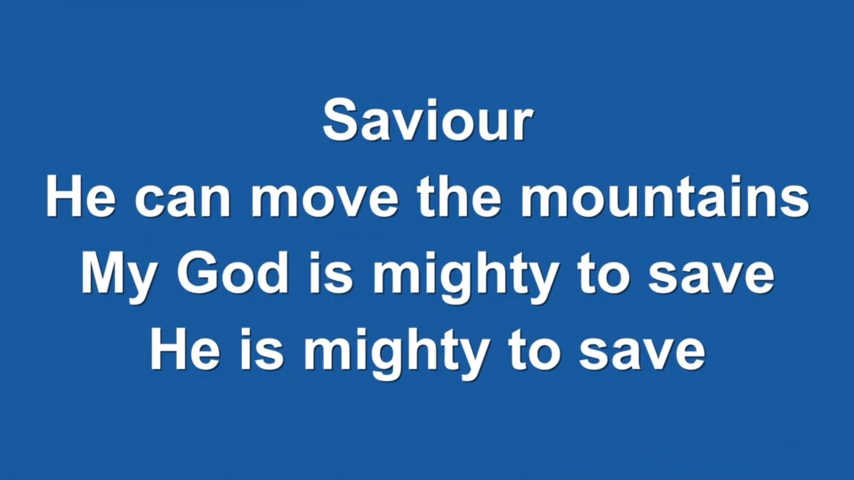 Saviour
He can move the mountains
My God is mighty to save
He is mighty to save